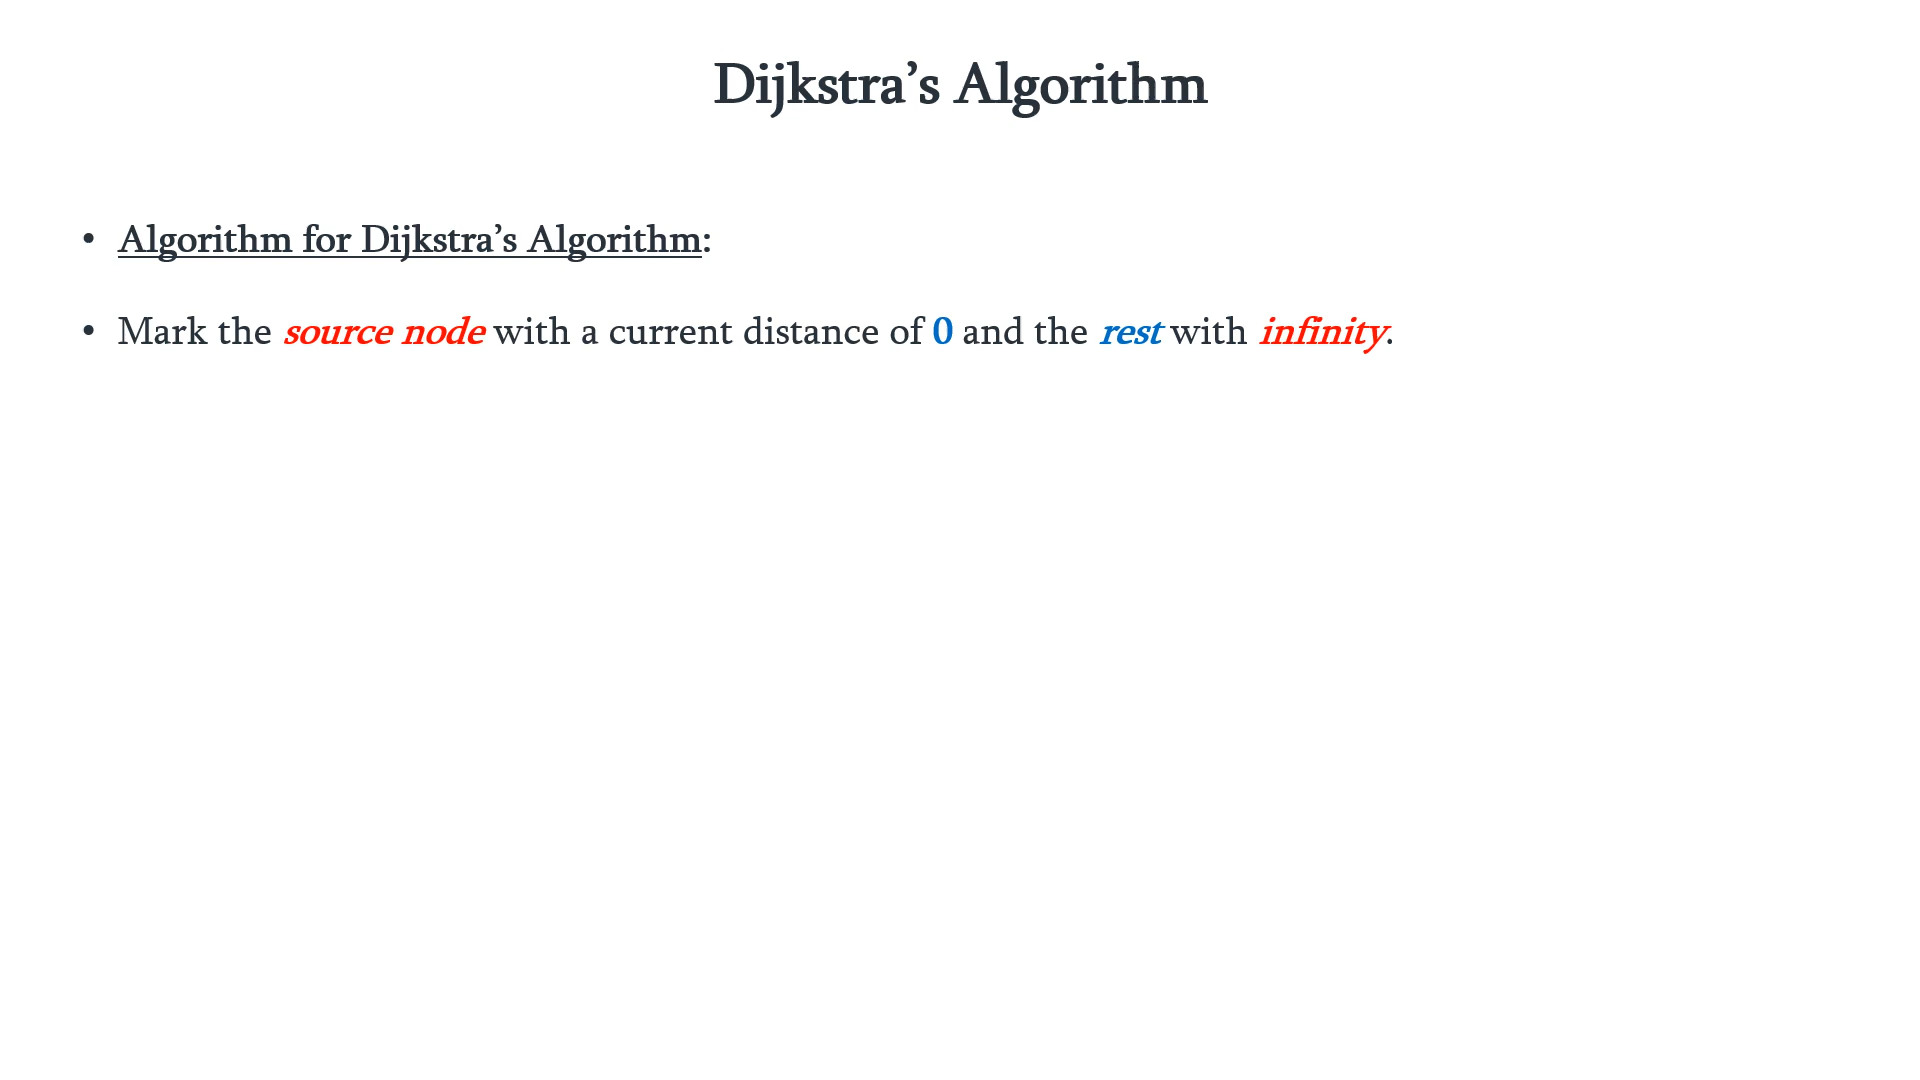 Dijkstra’s Algorithm
• Algorithm for Dijkstra’s Algorithm:
• Mark the source node with a current distance of 0 and the rest with infinity.